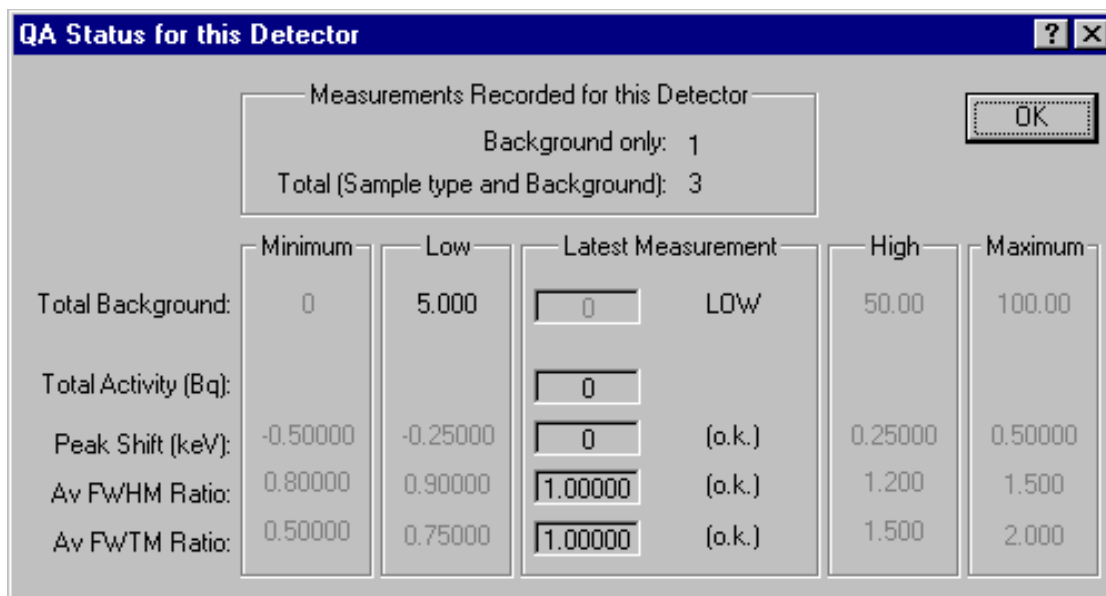 QA Status for this Detector
? X
Measurements Recorded for this Detector
OK
Background only: 1
Total (Sample type and Background): 3
Minimum Low Latest Measurement High Maximum
Total Background: 0 5.000 0 LOW 50.00 100.00
Total Activity (Bq): 0
Peak Shift (keV): -0.50000 -0.25000 0 (o.k.) 0.25000 0.50000
Av FWHM Ratio: 0.80000 0.90000 1.00000 (o.k.) 1.200 1.500
Av FWTM Ratio: 0.50000 0.75000 1.00000 (o.k.) 1.500 2.000